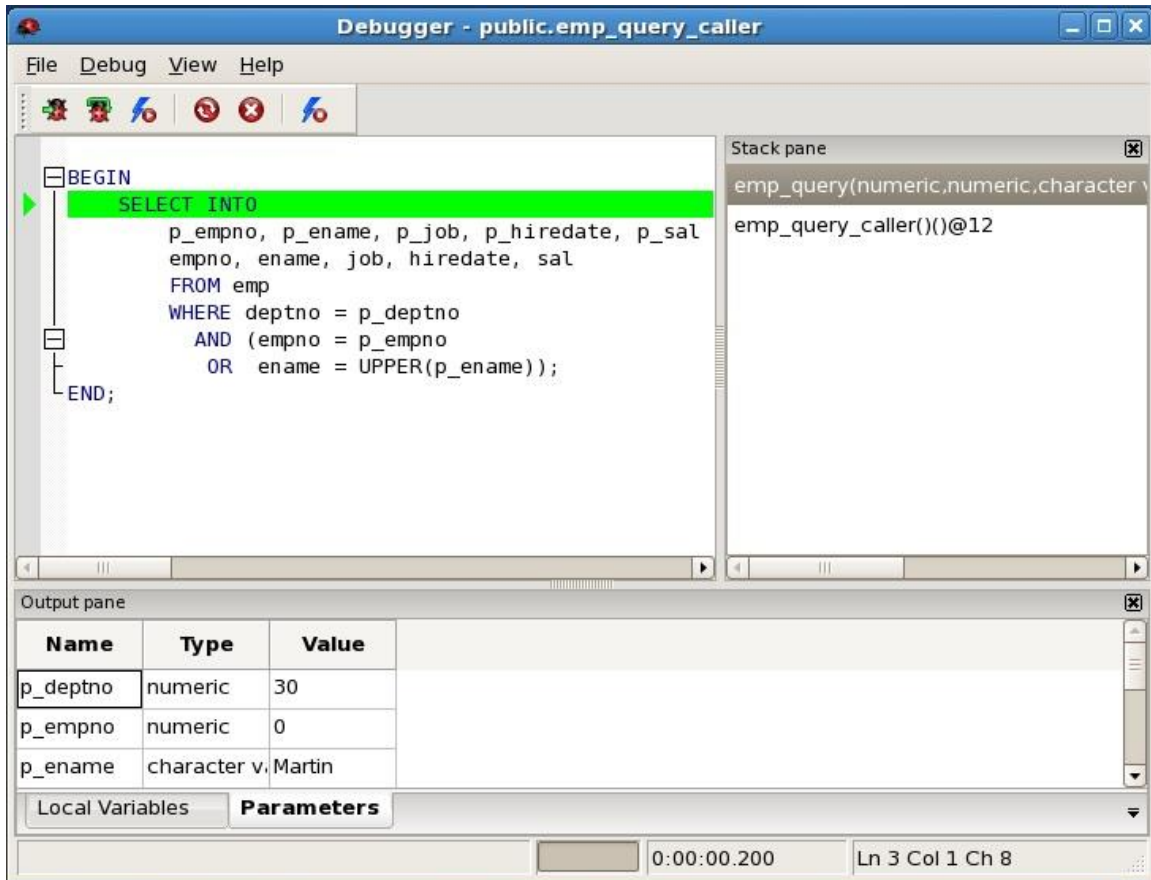 Debugger - public.emp_query_caller
File Debug View Help
Stack pane
BEGIN
SELECT INTO
p_empno, p_ename, p_job, p_hiredate, p_sal
empno, ename, job, hiredate, sal
FROM emp
WHERE deptno = p_deptno
AND (empno = p_empno
OR ename = UPPER(p_ename));
END;
emp_query(numeric,numeric,character v
emp_query_caller()()@12
Output pane
Name Type Value
p_deptno numeric 30
p_empno numeric 0
p_ename character va Martin
Local Variables Parameters
0:00:00.200 Ln 3 Col 1 Ch 8